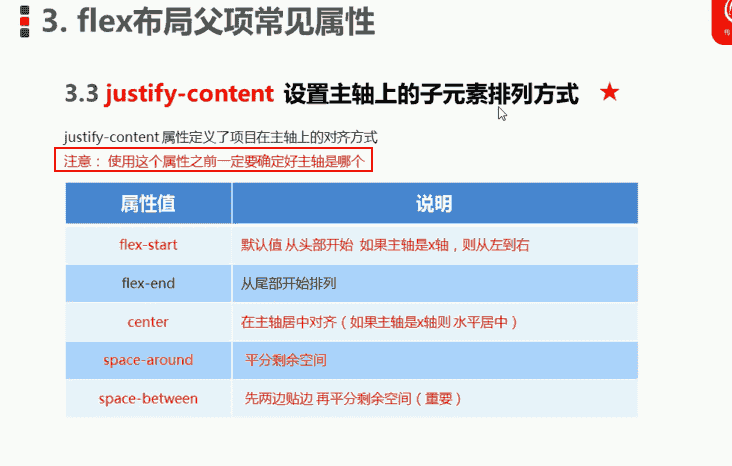 3. flex布局父项常见属性
3.3 justify-content 设置主轴上的子元素排列方式 ★
justify-content 属性定义了项目在主轴上的对齐方式
注意： 使用这个属性之前一定要确定好主轴是哪个
属性值 说明
flex-start 默认值 从头部开始 如果主轴是x轴，则从左到右
flex-end 从尾部开始排列
center 在主轴居中对齐（如果主轴是x轴则 水平居中）
space-around 平分剩余空间
space-between 先两边贴边 再平分剩余空间（重要）